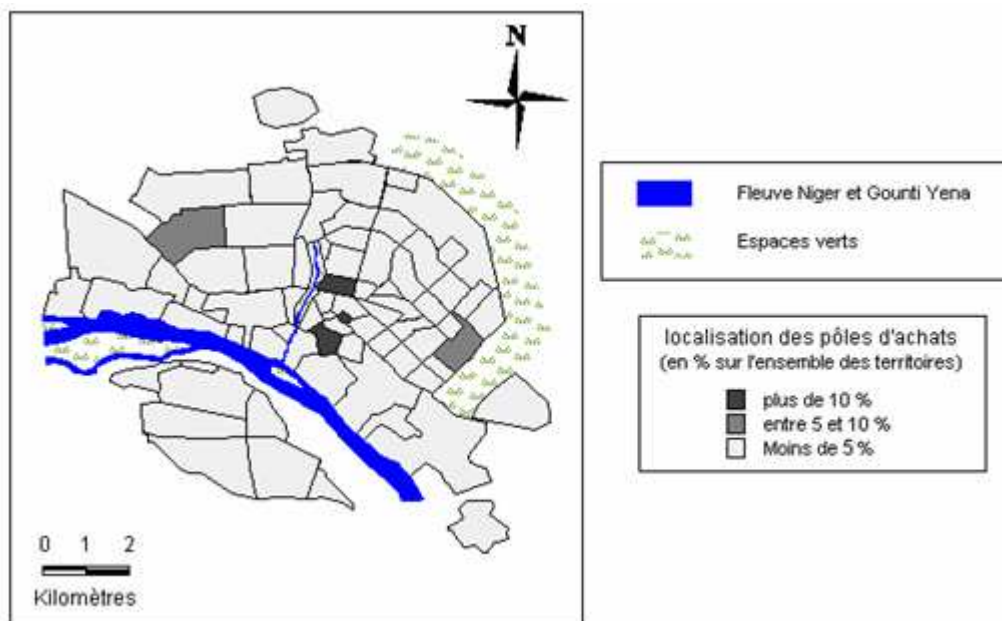 N
Fleuve Niger et Gounti Yena
Espaces verts
localisation des pôles d'achats
(en % sur l'ensemble des territoires)
plus de 10 %
entre 5 et 10 %
Moins de 5 %
0 1 2
Kilomètres